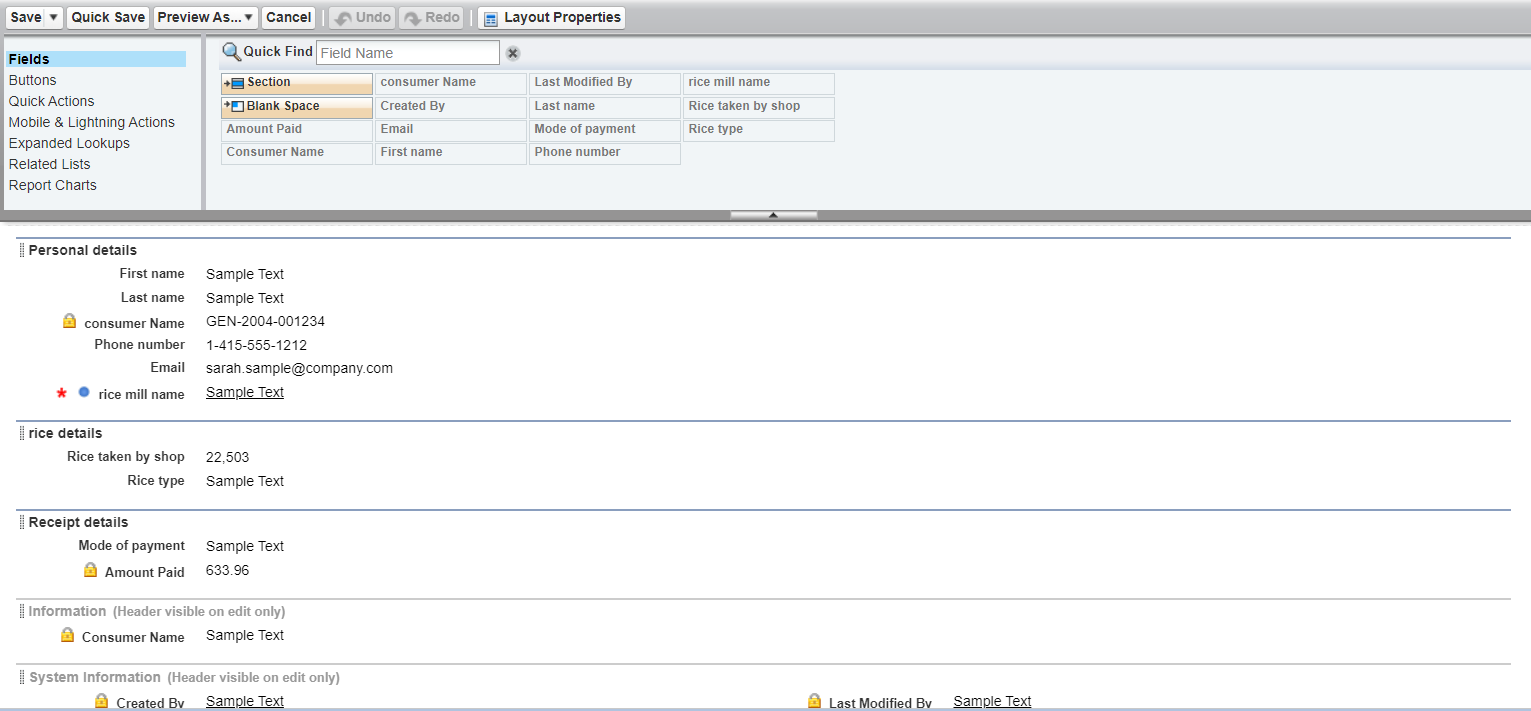 Save Quick Save Preview As... Cancel Undo Redo Layout Properties
Fields
Buttons
Quick Actions
Mobile & Lightning Actions
Expanded Lookups
Related Lists
Report Charts
Quick Find Field Name
Section consumer Name Last Modified By rice mill name
Blank Space Created By Last name Rice taken by shop
Amount Paid Email Mode of payment Rice type
Consumer Name First name Phone number
Personal details
First name Sample Text
Last name Sample Text
consumer Name GEN-2004-001234
Phone number 1-415-555-1212
Email sarah.sample@company.com
* rice mill name Sample Text
rice details
Rice taken by shop 22,503
Rice type Sample Text
Receipt details
Mode of payment Sample Text
Amount Paid 633.96
Information (Header visible on edit only)
Consumer Name Sample Text
System Information (Header visible on edit only)
Created By Sample Text Last Modified By Sample Text